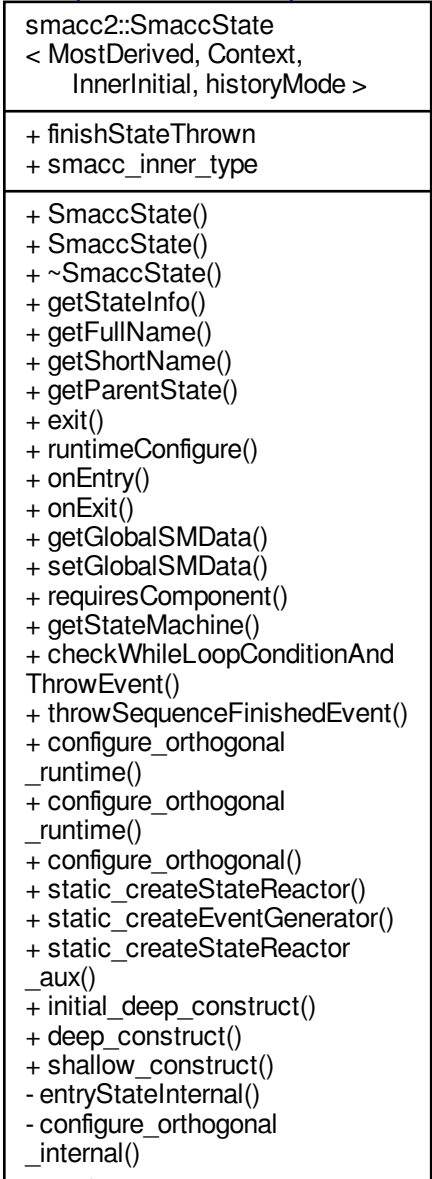 smacc2::SmaccState
< MostDerived, Context,
InnerInitial, historyMode >
+ finishStateThrown
+ smacc_inner_type
+ SmaccState()
+ SmaccState()
+ ~SmaccState()
+ getStateInfo()
+ getFullName()
+ getShortName()
+ getParentState()
+ exit()
+ runtimeConfigure()
+ onEntry()
+ onExit()
+ getGlobalSMData()
+ setGlobalSMData()
+ requiresComponent()
+ getStateMachine()
+ checkWhileLoopConditionAnd
ThrowEvent()
+ throwSequenceFinishedEvent()
+ configure_orthogonal
_runtime()
+ configure_orthogonal
_runtime()
+ configure_orthogonal()
+ static_createStateReactor()
+ static_createEventGenerator()
+ static_createStateReactor
_aux()
+ initial_deep_construct()
+ deep_construct()
+ shallow_construct()
- entryStateInternal()
- configure_orthogonal
_internal()